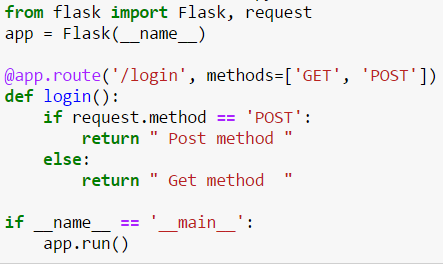 from flask import Flask, request
app = Flask(__name__)
@app.route('/login', methods=['GET', 'POST'])
def login():
    if request.method == 'POST':
        return " Post method "
    else:
        return " Get method  "
if __name__ == '__main__':
    app.run()